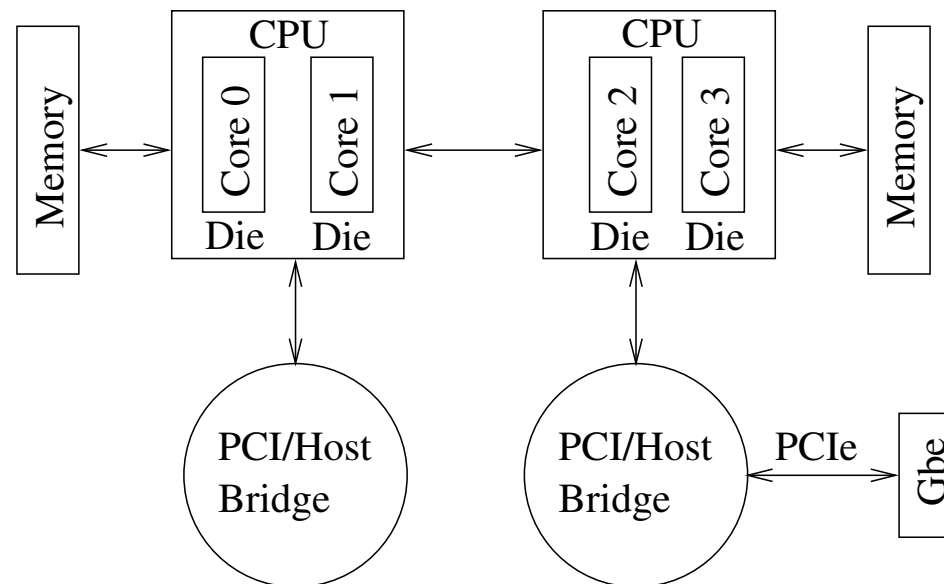 CPU
CPU
Memory
Core 0
Core 1
Core 2
Core 3
Memory
Die
Die
Die
Die
PCI/Host
Bridge
PCI/Host
Bridge
PCIe
Gbe